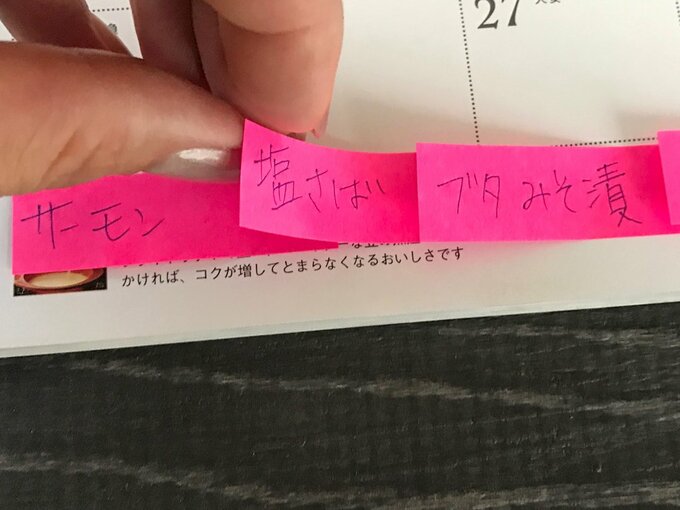 27
サーモン
塩さば
ブタみそ漬
かければ、コクが増してとまらなくなるおいしさです